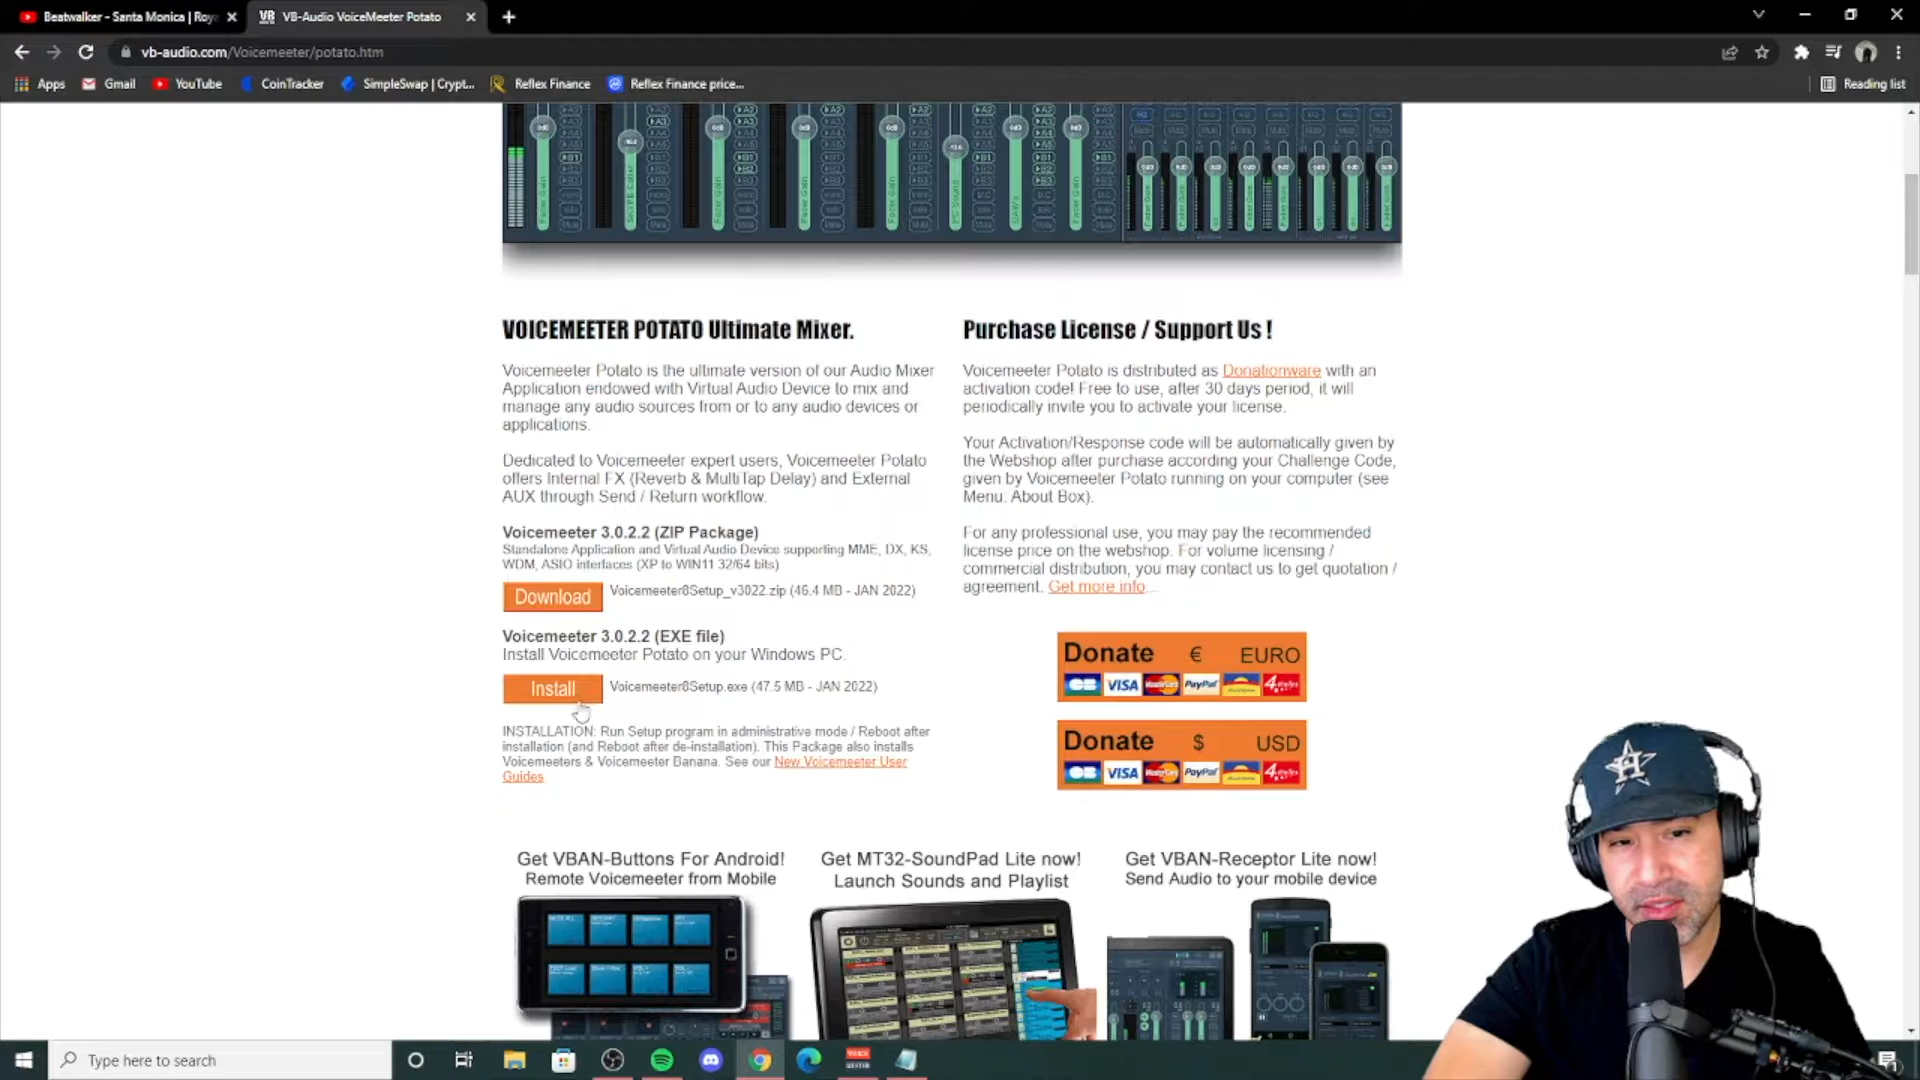 Beatwalker - Santa Monica | Roy
VB-Audio VoiceMeeter Potato
vb-audio.com/Voicemeeter/potato.htm
Apps
Gmail
YouTube
CoinTracker
SimpleSwap | Crypt...
Reflex Finance
Reflex Finance price...
Reading list
VOICEMEETER POTATO Ultimate Mixer.
Voicemeeter Potato is the ultimate version of our Audio Mixer
Application endowed with Virtual Audio Device to mix and
manage any audio sources from or to any audio devices or
applications.
Dedicated to Voicemeeter expert users, Voicemeeter Potato
offers Internal FX (Reverb & MultiTap Delay) and External
AUX through Send / Return workflow.
Voicemeeter 3.0.2.2 (ZIP Package)
Standalone Application and Virtual Audio Device supporting MME, DX, KS,
WDM, ASIO interfaces (XP to WIN11 32/64 bits)
Download
Voicemeeter8Setup_v3022.zip (46.4 MB - JAN 2022)
Voicemeeter 3.0.2.2 (EXE file)
Install Voicemeeter Potato on your Windows PC.
Install
Voicemeeter8Setup.exe (47.5 MB - JAN 2022)
INSTALLATION: Run Setup program in administrative mode / Reboot after
installation (and Reboot after de-installation). This Package also installs
Voicemeeters & Voicemeeter Banana. See our New Voicemeeter User
Guides
Purchase License / Support Us !
Voicemeeter Potato is distributed as Donationware with an
activation code! Free to use, after 30 days period, it will
periodically invite you to activate your license.
Your Activation/Response code will be automatically given by
the Webshop after purchase according your Challenge Code,
given by Voicemeeter Potato running on your computer (see
Menu. About Box).
For any professional use, you may pay the recommended
license price on the webshop. For volume licensing /
commercial distribution, you may contact us to get quotation /
agreement. Get more info...
Donate € EURO
VISA MasterCard PayPal
Donate $ USD
VISA MasterCard PayPal
Get VBAN-Buttons For Android!
Remote Voicemeeter from Mobile
Get MT32-SoundPad Lite now!
Launch Sounds and Playlist
Get VBAN-Receptor Lite now!
Send Audio to your mobile device
Type here to search